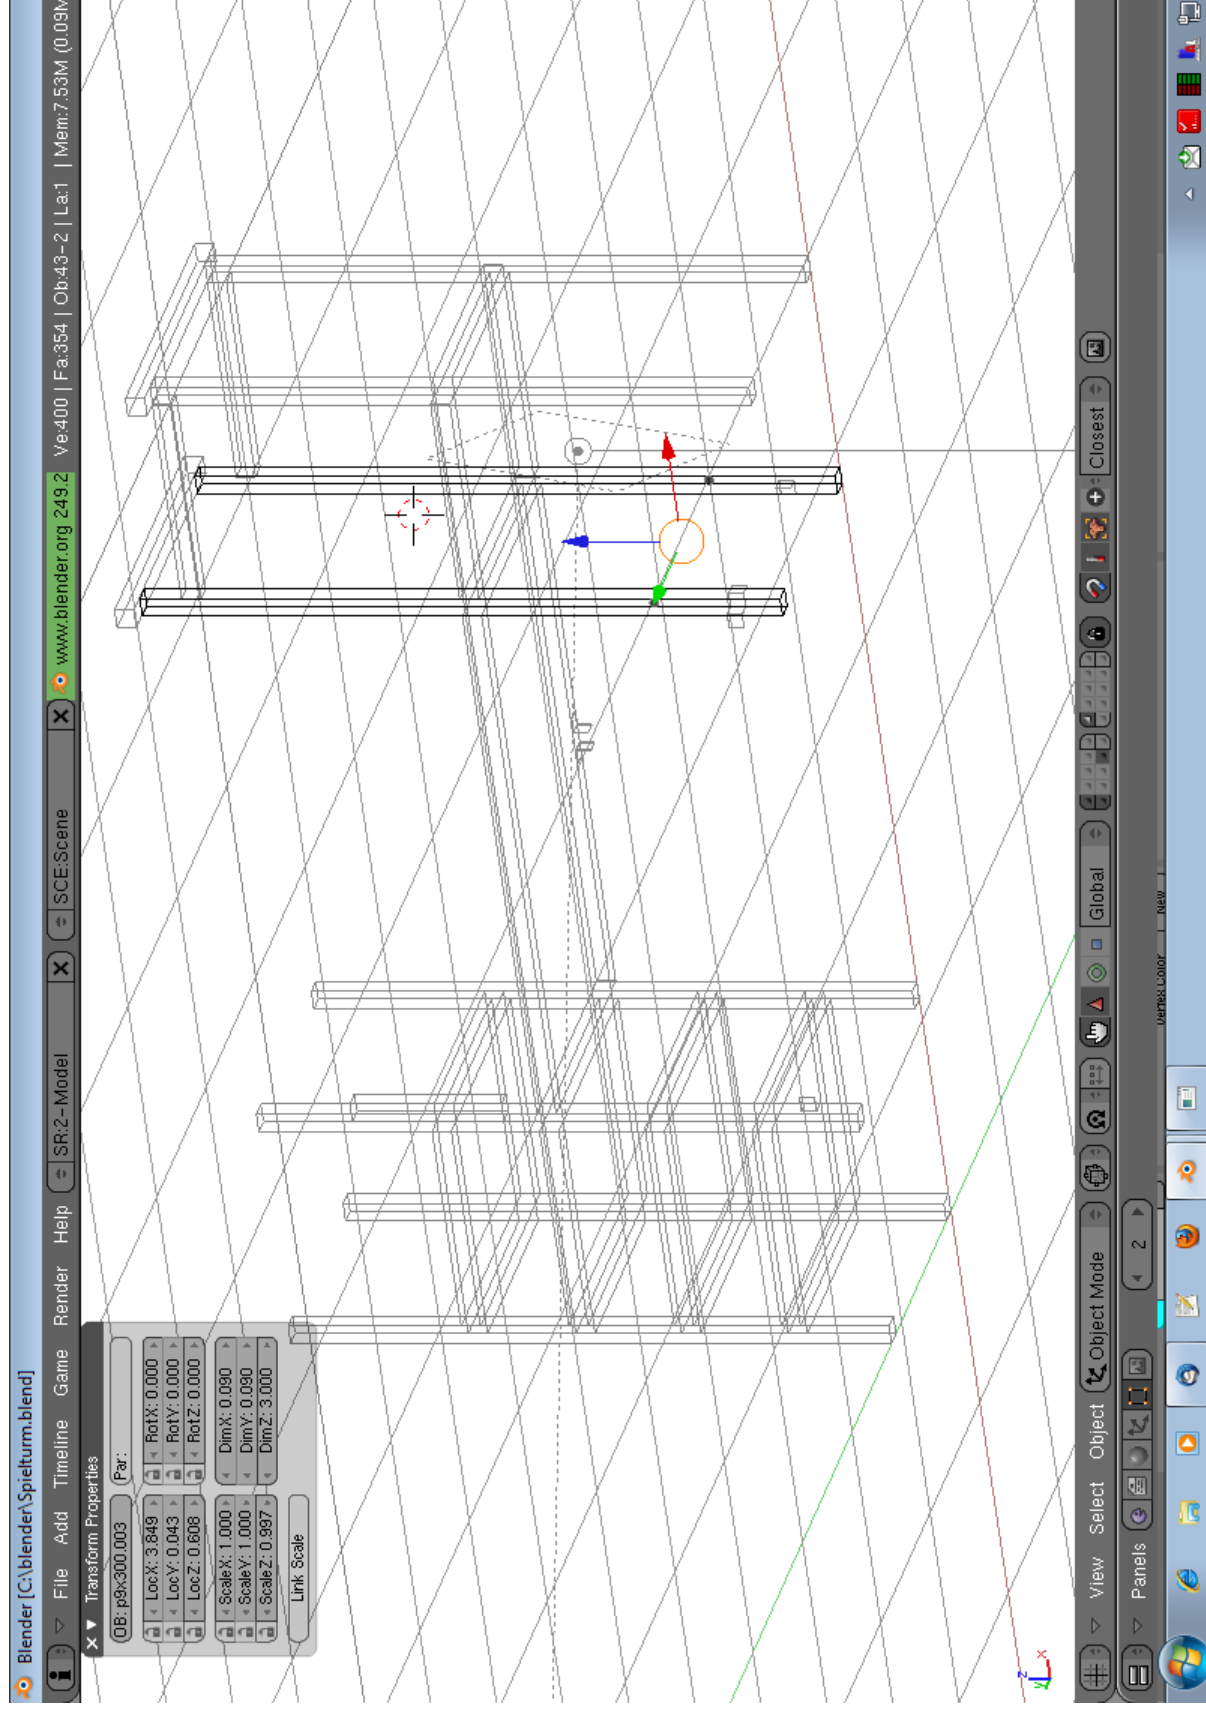 Blender [C:\blender\Spielturm.blend]
File Add Timeline Game Render Help SR:2-Model SCE:Scene www.blender.org 249.2 Ve:400 | Fa:354 | Ob:43-2 | La:1 | Mem:7.53M (0.09M
Transform Properties
OB: p9x300.003 Par:
LocX: 3.849 RotX: 0.000
LocY: 0.043 RotY: 0.000
LocZ: 0.608 RotZ: 0.000
ScaleX: 1.000 DimX: 0.090
ScaleY: 1.000 DimY: 0.090
ScaleZ: 0.997 DimZ: 3.000
Link Scale
z
y x
View Select Object Object Mode Global Closest
Panels 2
Vertex Color New